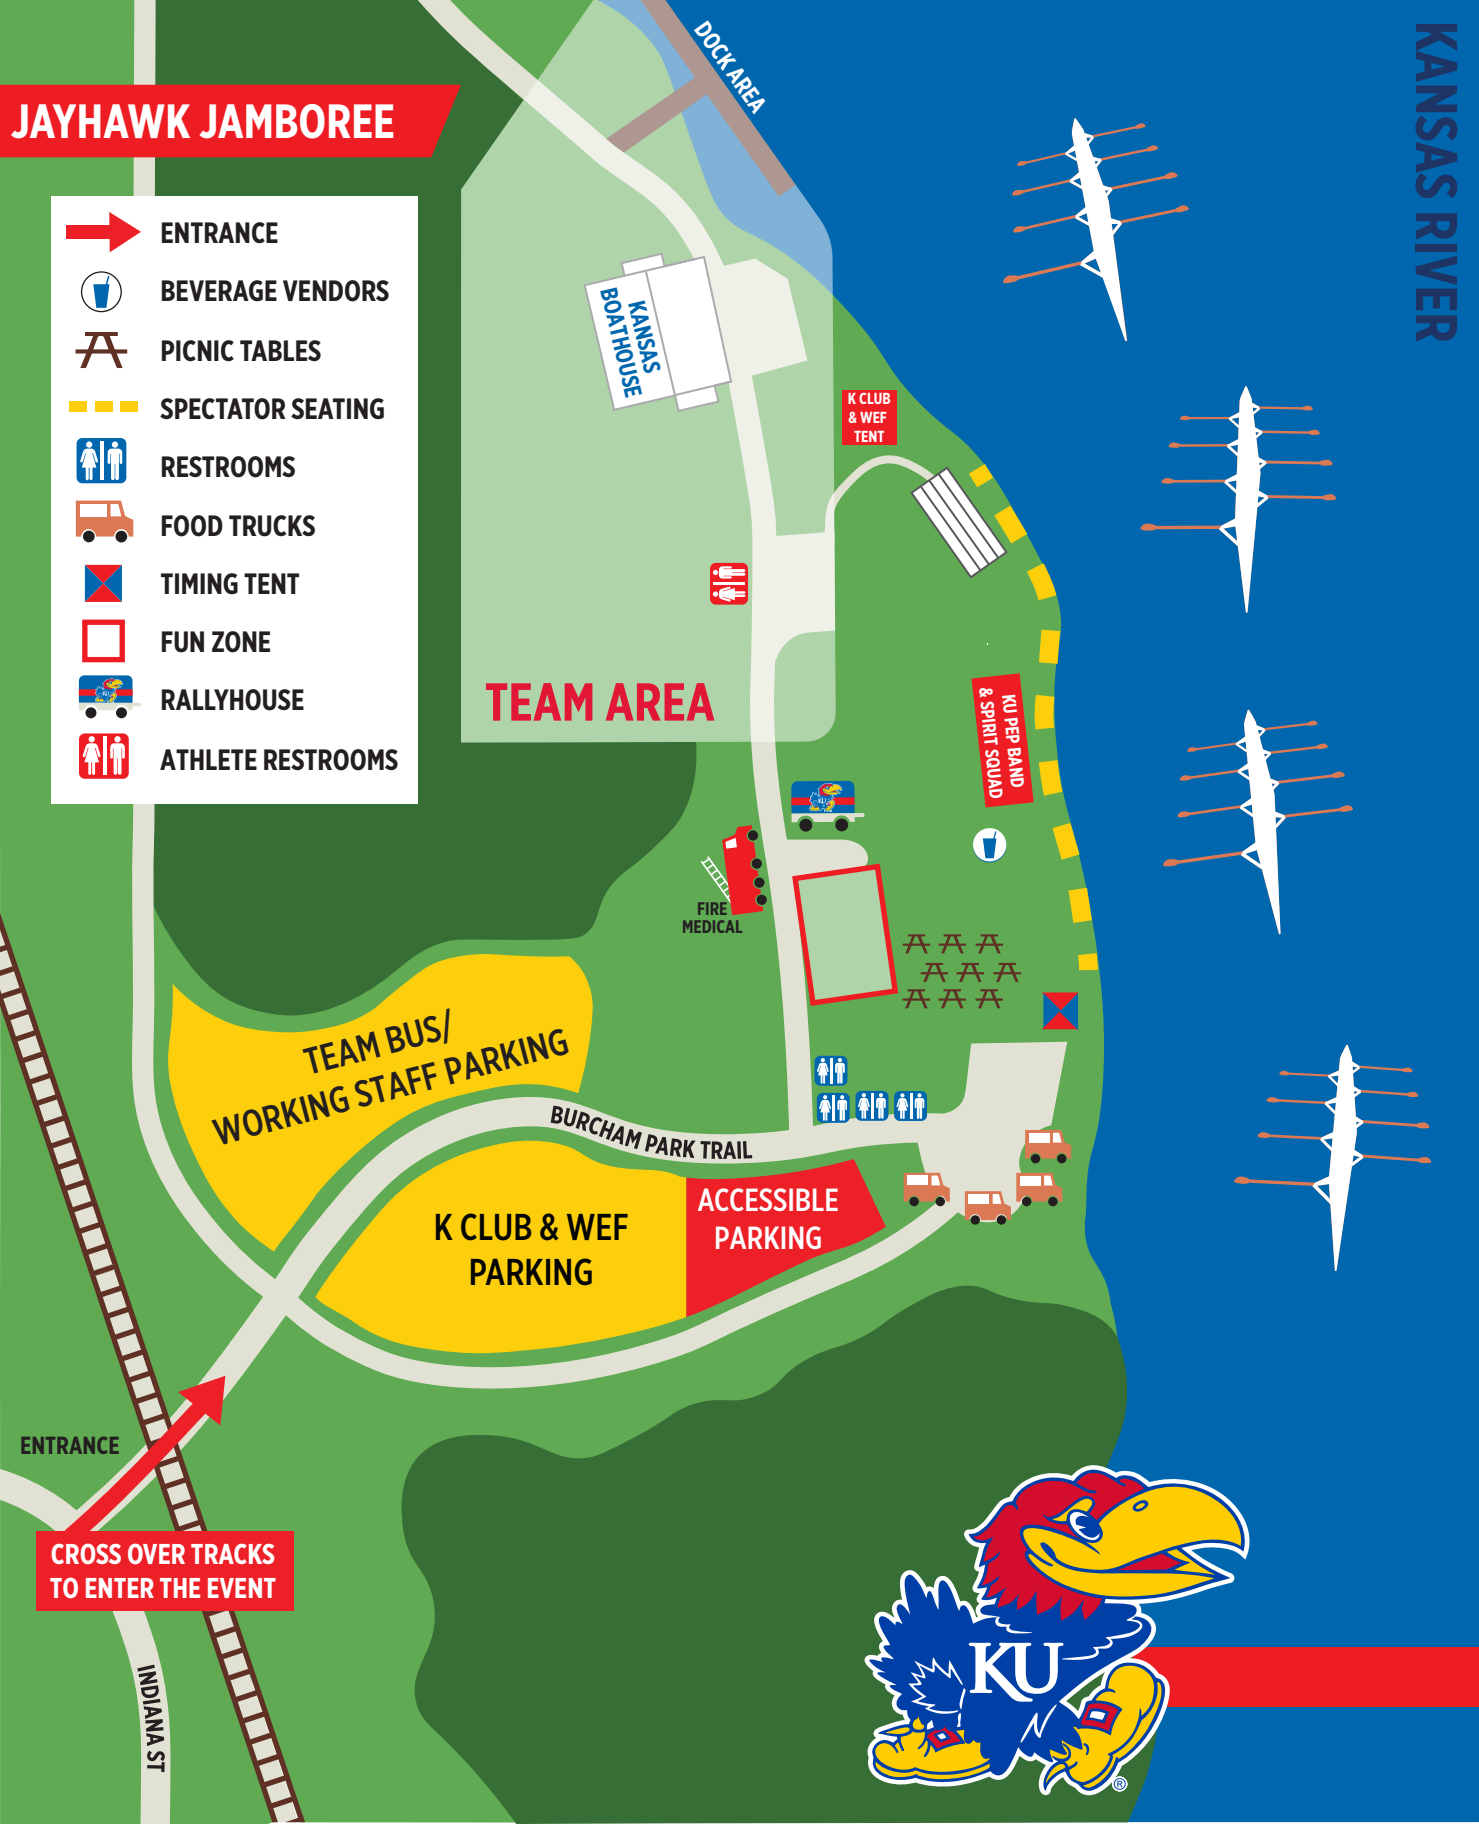 KANSAS RIVER
DOCK AREA
JAYHAWK JAMBOREE
ENTRANCE
BEVERAGE VENDORS
PICNIC TABLES
SPECTATOR SEATING
RESTROOMS
FOOD TRUCKS
TIMING TENT
FUN ZONE
KU
RALLYHOUSE
ATHLETE RESTROOMS
KANSAS
BOATHOUSE
K CLUB
& WEF
TENT
TEAM AREA
KU PEP BAND
& SPIRIT SQUAD
KU
FIRE
MEDICAL
TEAM BUS/
WORKING STAFF PARKING
BURCHAM PARK TRAIL
ACCESSIBLE
PARKING
K CLUB & WEF
PARKING
ENTRANCE
CROSS OVER TRACKS
TO ENTER THE EVENT
INDIANA ST
KU
®